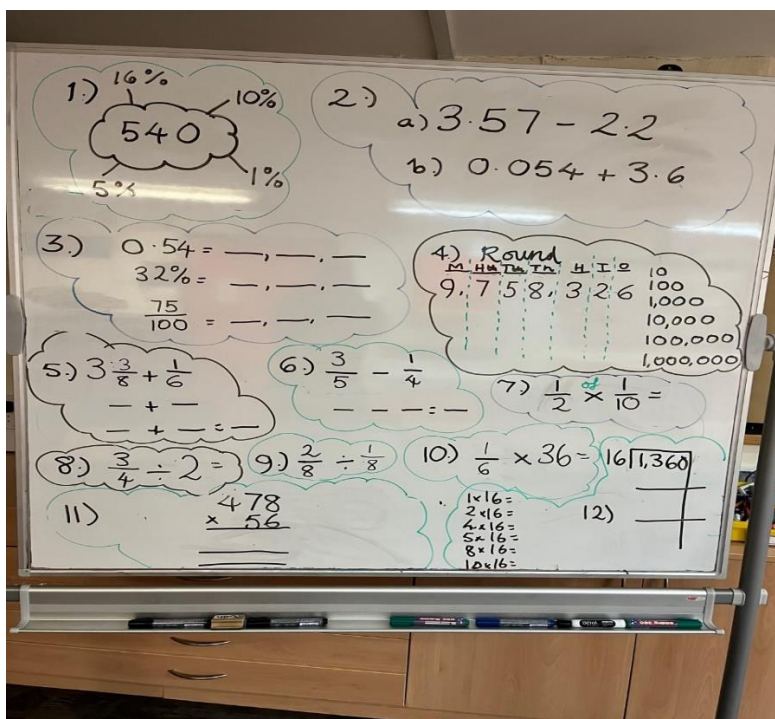 1.) 16% 10%
540
5% 1%
2.)
a) 3.57 - 2.2
b.) 0.054 + 3.6
3.) 0.54 = __, __, __
32% = __, __, __
75/100 = __, __, __
4.) Round
M HTh TTh Th H T O
9, 7 5 8, 3 2 6
10
100
1,000
10,000
100,000
1,000,000
5.) 3 3/8 + 1/6
__ + __
__ + __ = __
6.) 3/5 - 1/4
__ - __ = __
7) 1/2 of × 1/10 =
8.) 3/4 ÷ 2 =
9.) 2/8 ÷ 1/8
10.) 1/6 × 36 =
11) 478
× 56
1×16=
2×16=
4×16=
5×16=
8×16=
10×16=
12) 16 1,360